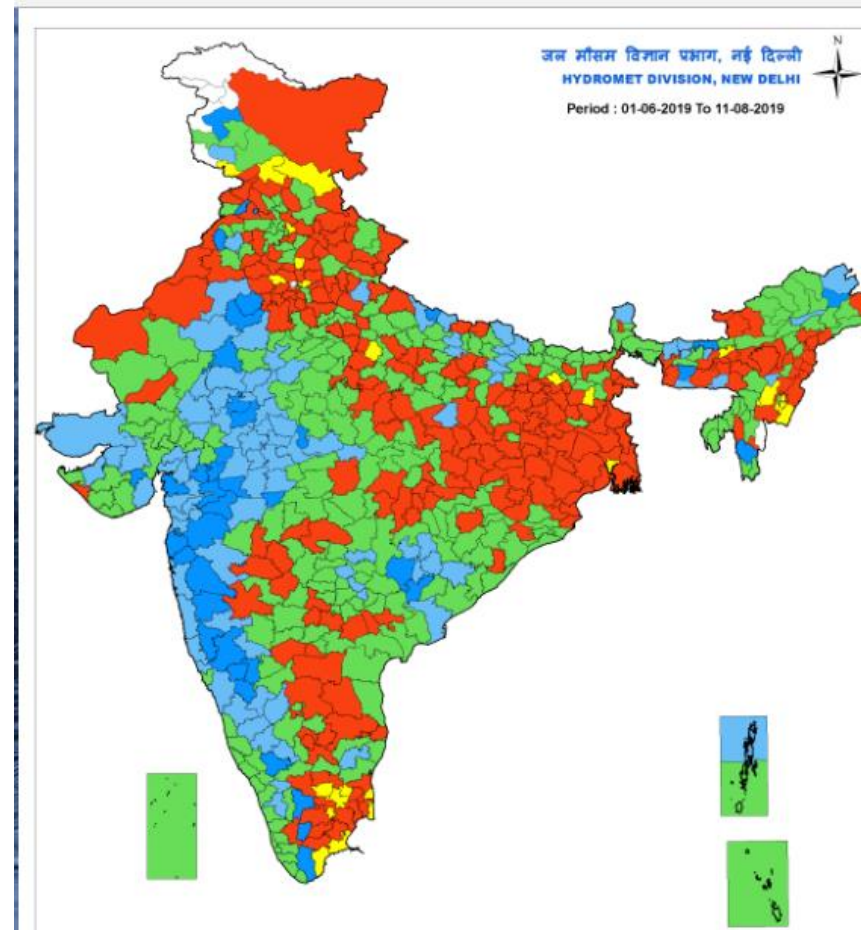 जल मौसम विज्ञान प्रभाग, नई दिल्ली
HYDROMET DIVISION, NEW DELHI
N
Period : 01-06-2019 To 11-08-2019